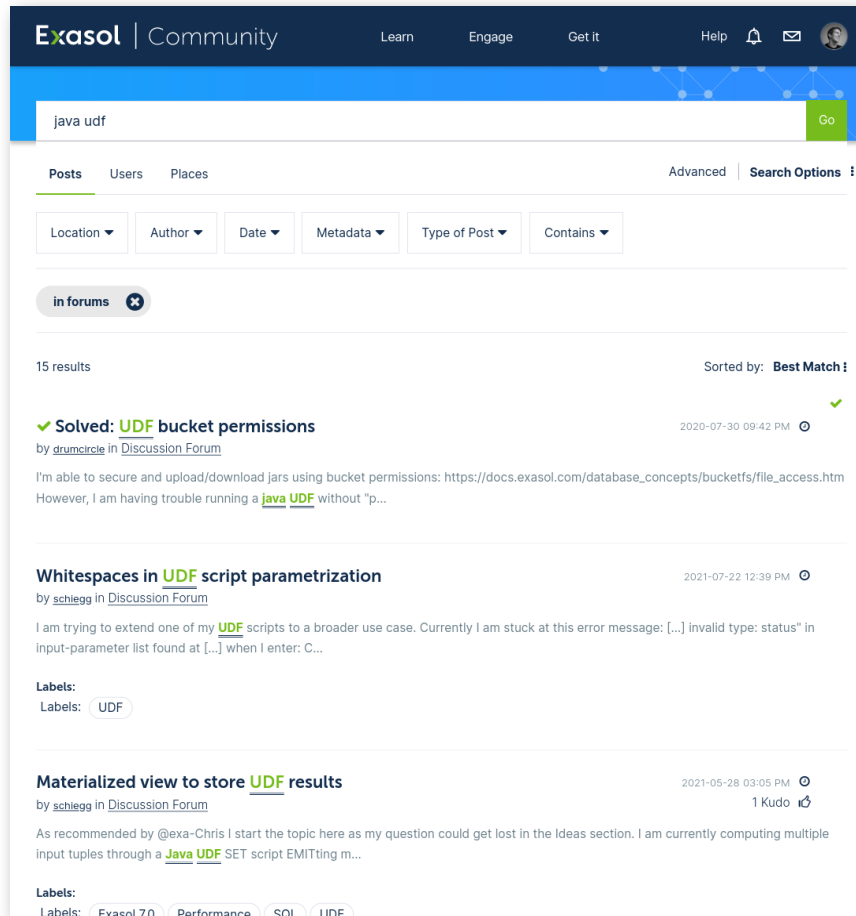 Exasol | Community Learn Engage Get it Help
java udf Go
Posts Users Places Advanced Search Options
Location Author Date Metadata Type of Post Contains
in forums
15 results Sorted by: Best Match
Solved: UDF bucket permissions 2020-07-30 09:42 PM
by drumcircle in Discussion Forum
I'm able to secure and upload/download jars using bucket permissions: https://docs.exasol.com/database_concepts/bucketfs/file_access.htm
However, I am having trouble running a java UDF without "p...
Whitespaces in UDF script parametrization 2021-07-22 12:39 PM
by schiegg in Discussion Forum
I am trying to extend one of my UDF scripts to a broader use case. Currently I am stuck at this error message: [...] invalid type: status" in
input-parameter list found at [...] when I enter: C...
Labels:
Labels: UDF
Materialized view to store UDF results 2021-05-28 03:05 PM
by schiegg in Discussion Forum 1 Kudo
As recommended by @exa-Chris I start the topic here as my question could get lost in the Ideas section. I am currently computing multiple
input tuples through a Java UDF SET script EMITting m...
Labels:
Labels: Exasol 7.0 Performance SQL UDF